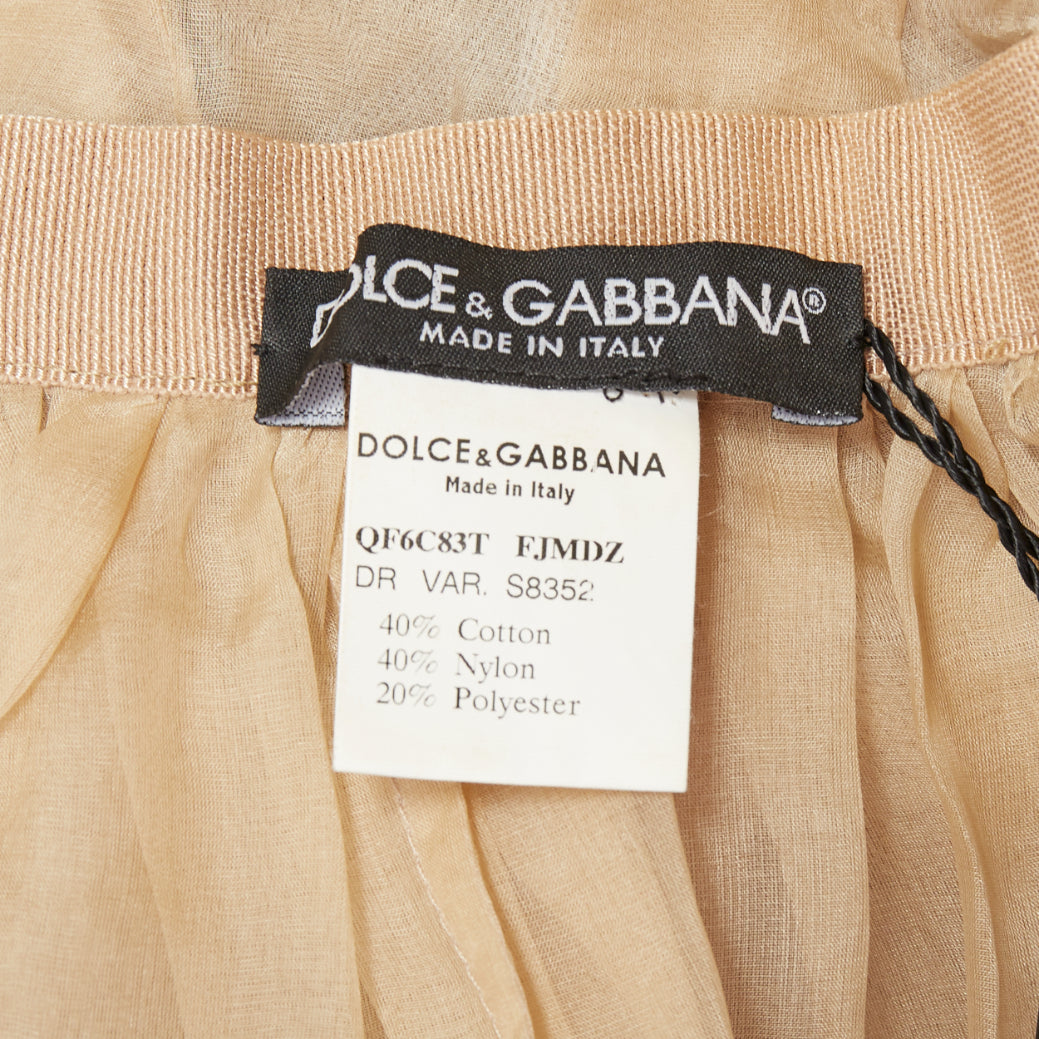 DOLCE & GABBANA®
MADE IN ITALY
DOLCE&GABBANA
Made in Italy
QF6C83T FJMDZ
DR VAR. S8352
40% Cotton
40% Nylon
20% Polyester